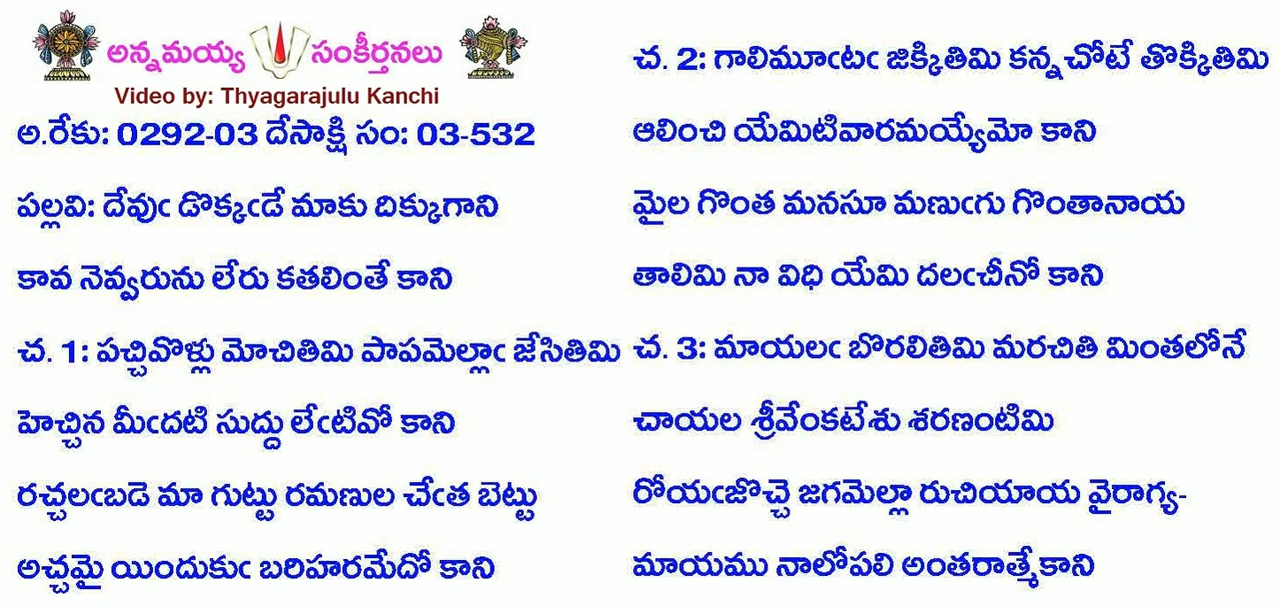 అన్నమయ్య సంకీర్తనలు
Video by: Thyagarajulu Kanchi
అ.రేకు: 0292-03 దేసాక్షి సం: 03-532
పల్లవి: దేవుఁ డొక్కఁడే మాకు దిక్కుగాని
కావ నెవ్వరును లేరు కతలింతే కాని
చ. 1: పచ్చివొళ్లు మోచితిమి పాపమెల్లాఁ జేసితిమి
హెచ్చిన మీఁదటి సుద్దు లేఁటివో కాని
రచ్చలఁబడె మా గుట్టు రమణుల చేఁత బెట్టు
అచ్చమై యిందుకుఁ బరిహరమేదో కాని
చ. 2: గాలిమూఁటఁ జిక్కితిమి కన్నచోటే తొక్కితిమి
ఆలించి యేమిటివారమయ్యేమో కాని
మైల గొంత మనసూ మణుఁగు గొంతానాయ
తాలిమి నా విధి యేమి దలఁచీనో కాని
చ. 3: మాయలఁ బొరలితిమి మరచితి మింతలోనే
చాయల శ్రీవేంకటేశు శరణంటిమి
రోయఁజొచ్చె జగమెల్లా రుచియాయ వైరాగ్య-
మాయము నాలోపలి అంతరాత్మేకాని